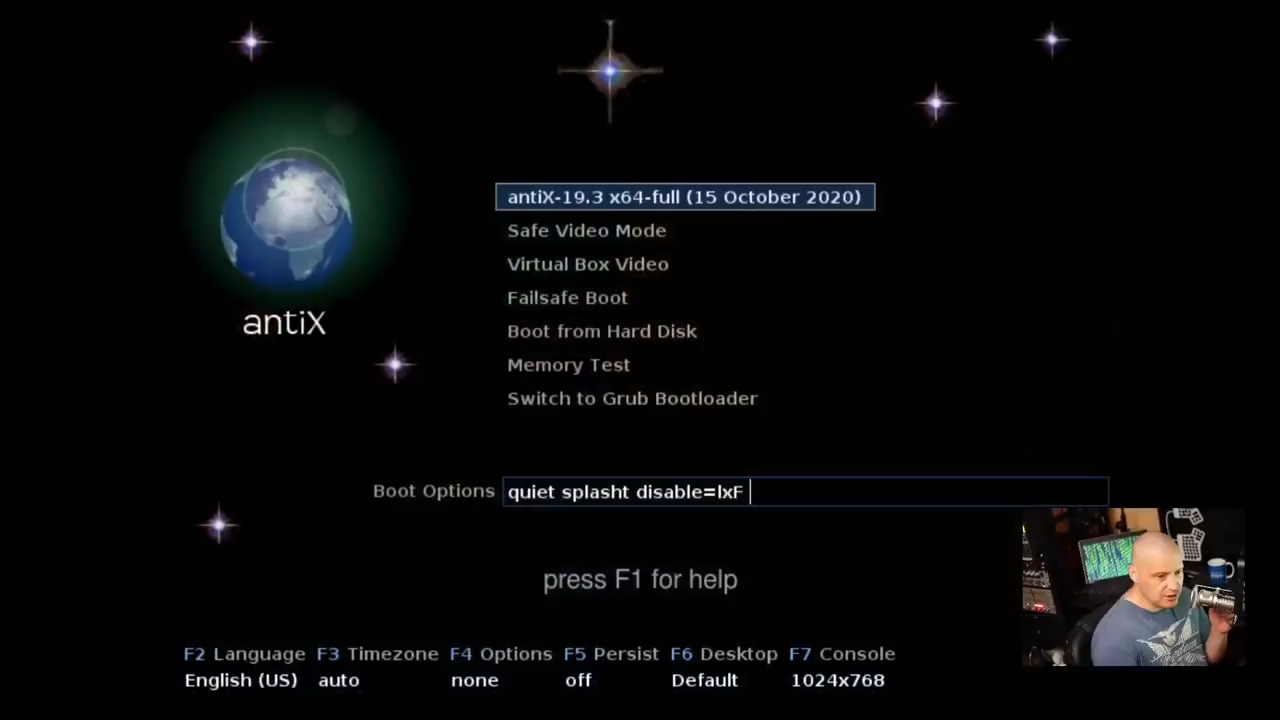 antiX-19.3 x64-full (15 October 2020)
Safe Video Mode
Virtual Box Video
Failsafe Boot
Boot from Hard Disk
antiX
Memory Test
Switch to Grub Bootloader
Boot Options quiet splasht disable=lxF
press F1 for help
F2 Language F3 Timezone F4 Options F5 Persist F6 Desktop F7 Console
English (US) auto none off Default 1024x768